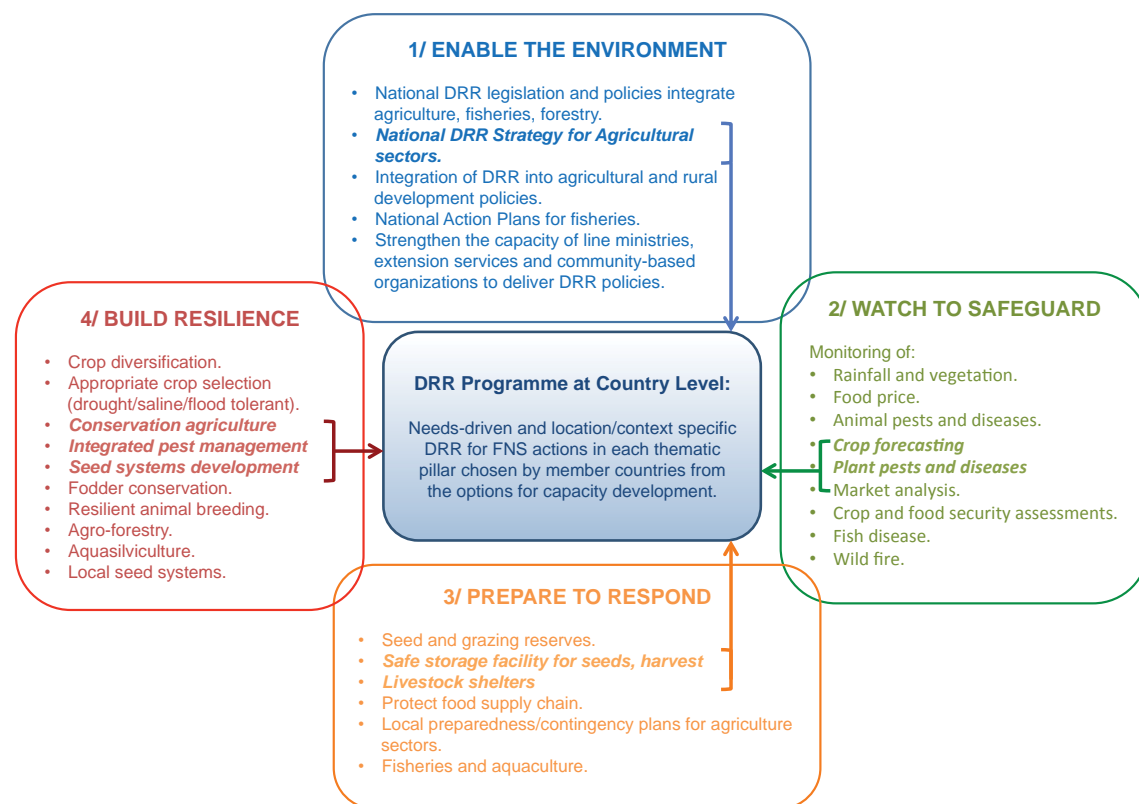 1/ ENABLE THE ENVIRONMENT
• National DRR legislation and policies integrate
agriculture, fisheries, forestry.
• National DRR Strategy for Agricultural
sectors.
• Integration of DRR into agricultural and rural
development policies.
• National Action Plans for fisheries.
• Strengthen the capacity of line ministries,
extension services and community-based
organizations to deliver DRR policies.
4/ BUILD RESILIENCE
• Crop diversification.
• Appropriate crop selection
(drought/saline/flood tolerant).
• Conservation agriculture
• Integrated pest management
• Seed systems development
• Fodder conservation.
• Resilient animal breeding.
• Agro-forestry.
• Aquasilviculture.
• Local seed systems.
DRR Programme at Country Level:
Needs-driven and location/context specific
DRR for FNS actions in each thematic
pillar chosen by member countries from
the options for capacity development.
2/ WATCH TO SAFEGUARD
Monitoring of:
• Rainfall and vegetation.
• Food price.
• Animal pests and diseases.
• Crop forecasting
• Plant pests and diseases
• Market analysis.
• Crop and food security assessments.
• Fish disease.
• Wild fire.
3/ PREPARE TO RESPOND
• Seed and grazing reserves.
• Safe storage facility for seeds, harvest
• Livestock shelters
• Protect food supply chain.
• Local preparedness/contingency plans for agriculture
sectors.
• Fisheries and aquaculture.